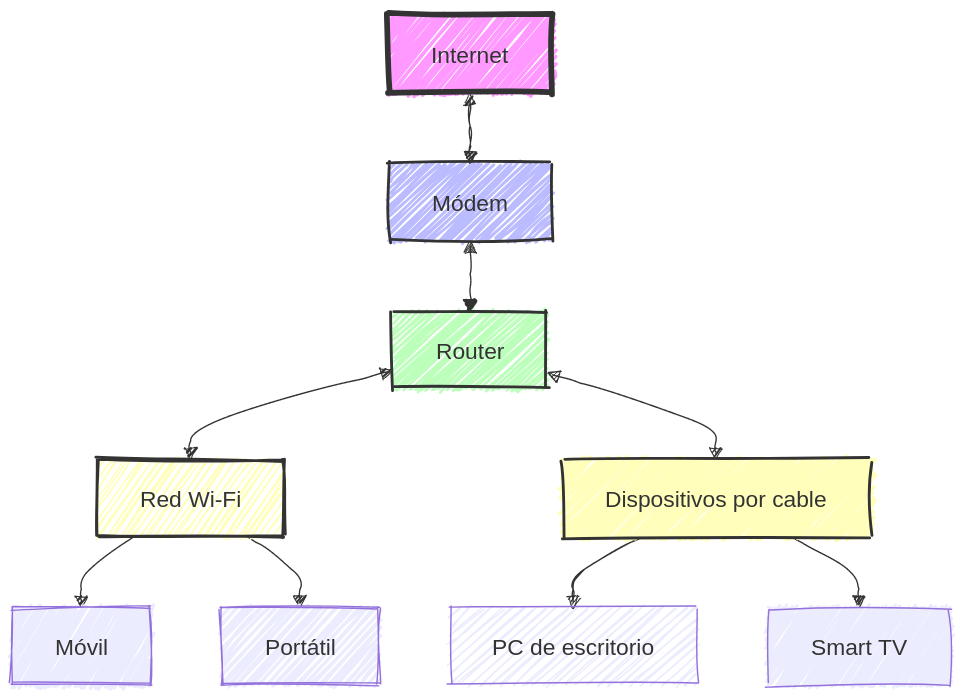 Internet
Módem
Router
Red Wi-Fi
Dispositivos por cable
Móvil
Portátil
PC de escritorio
Smart TV